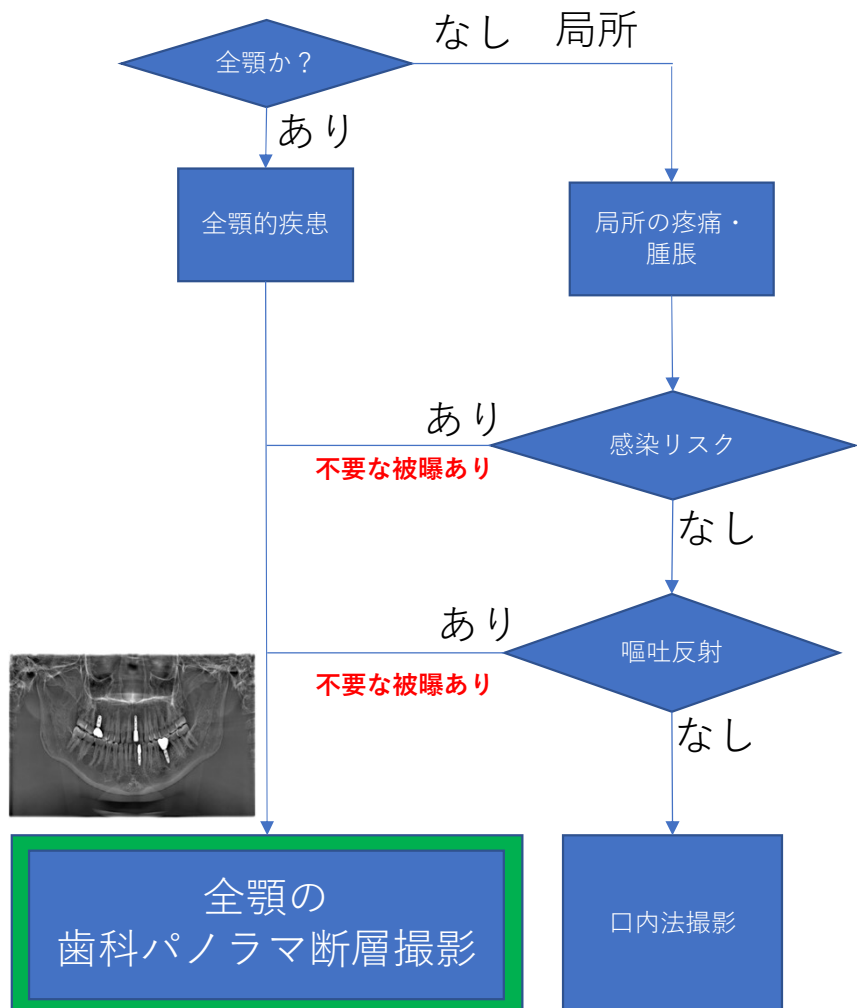 全顎か？
なし　局所
あり
全顎的疾患
局所の疼痛・
腫脹
あり
感染リスク
不要な被曝あり
なし
あり
嘔吐反射
不要な被曝あり
なし
全顎の
歯科パノラマ断層撮影
口内法撮影